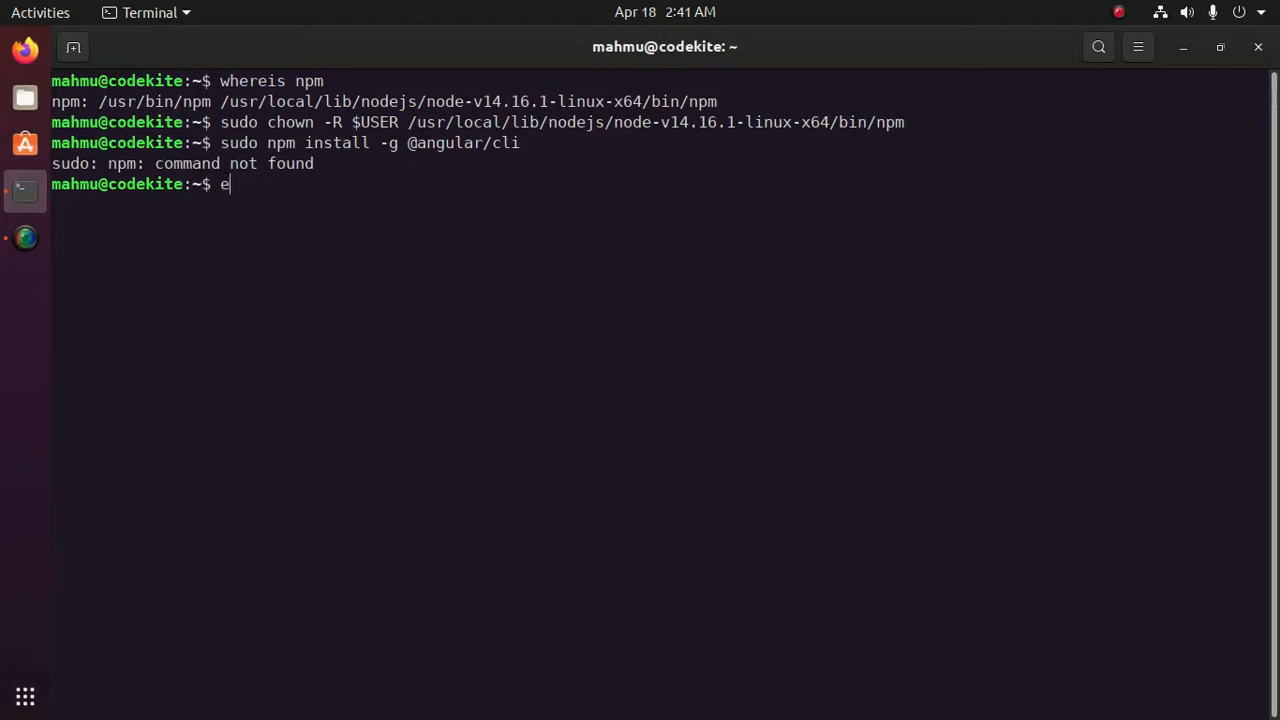 Activities
Terminal
Apr 18 2:41 AM
mahmu@codekite: ~
mahmu@codekite:~$ whereis npm
npm: /usr/bin/npm /usr/local/lib/nodejs/node-v14.16.1-linux-x64/bin/npm
mahmu@codekite:~$ sudo chown -R $USER /usr/local/lib/nodejs/node-v14.16.1-linux-x64/bin/npm
mahmu@codekite:~$ sudo npm install -g @angular/cli
sudo: npm: command not found
mahmu@codekite:~$ e